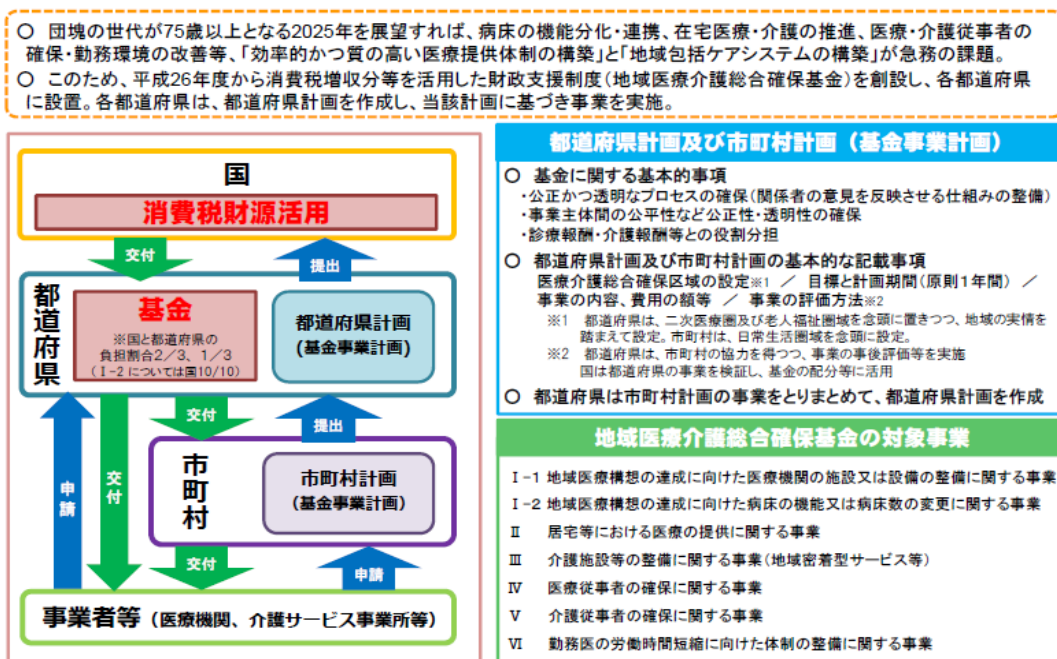 ○ 団塊の世代が75歳以上となる2025年を展望すれば、病床の機能分化・連携、在宅医療・介護の推進、医療・介護従事者の
確保・勤務環境の改善等、「効率的かつ質の高い医療提供体制の構築」と「地域包括ケアシステムの構築」が急務の課題。
○ このため、平成26年度から消費税増収分等を活用した財政支援制度(地域医療介護総合確保基金)を創設し、各都道府県
に設置。各都道府県は、都道府県計画を作成し、当該計画に基づき事業を実施。
国
消費税財源活用
交付
提出
都道府県
基金
※国と都道府県の
負担割合2/3、1/3
(Ⅰ-2については国10/10)
都道府県計画
(基金事業計画)
申請
交付
交付
提出
市町村
市町村計画
(基金事業計画)
交付
申請
事業者等(医療機関、介護サービス事業所等)
都道府県計画及び市町村計画(基金事業計画)
○ 基金に関する基本的事項
・公正かつ透明なプロセスの確保(関係者の意見を反映させる仕組みの整備)
・事業主体間の公平性など公正性・透明性の確保
・診療報酬・介護報酬等との役割分担
○ 都道府県計画及び市町村計画の基本的な記載事項
医療介護総合確保区域の設定※1 / 目標と計画期間(原則1年間) /
事業の内容、費用の額等 / 事業の評価方法※2
※1 都道府県は、二次医療圏及び老人福祉圏域を念頭に置きつつ、地域の実情を
踏まえて設定。市町村は、日常生活圏域を念頭に設定。
※2 都道府県は、市町村の協力を得つつ、事業の事後評価等を実施
国は都道府県の事業を検証し、基金の配分等に活用
○ 都道府県は市町村計画の事業をとりまとめて、都道府県計画を作成
地域医療介護総合確保基金の対象事業
Ⅰ-1 地域医療構想の達成に向けた医療機関の施設又は設備の整備に関する事業
Ⅰ-2 地域医療構想の達成に向けた病床の機能又は病床数の変更に関する事業
Ⅱ 居宅等における医療の提供に関する事業
Ⅲ 介護施設等の整備に関する事業(地域密着型サービス等)
Ⅳ 医療従事者の確保に関する事業
Ⅴ 介護従事者の確保に関する事業
Ⅵ 勤務医の労働時間短縮に向けた体制の整備に関する事業